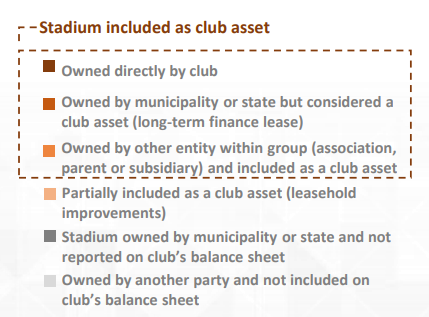 Stadium included as club asset
Owned directly by club
Owned by municipality or state but considered a
club asset (long-term finance lease)
Owned by other entity within group (association,
parent or subsidiary) and included as a club asset
Partially included as a club asset (leasehold
improvements)
Stadium owned by municipality or state and not
reported on club’s balance sheet
Owned by another party and not included on
club’s balance sheet